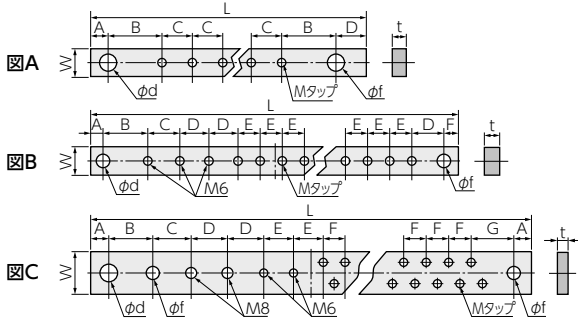 L
A B C C C B D t
図A W
φd Mタップ φf
L
A B C D D E E E E E E D F t
図B W
φd M6 Mタップ φf
L
A B C D D E E F F F F G A t
図C W
φd φf M8 M6 Mタップ φf